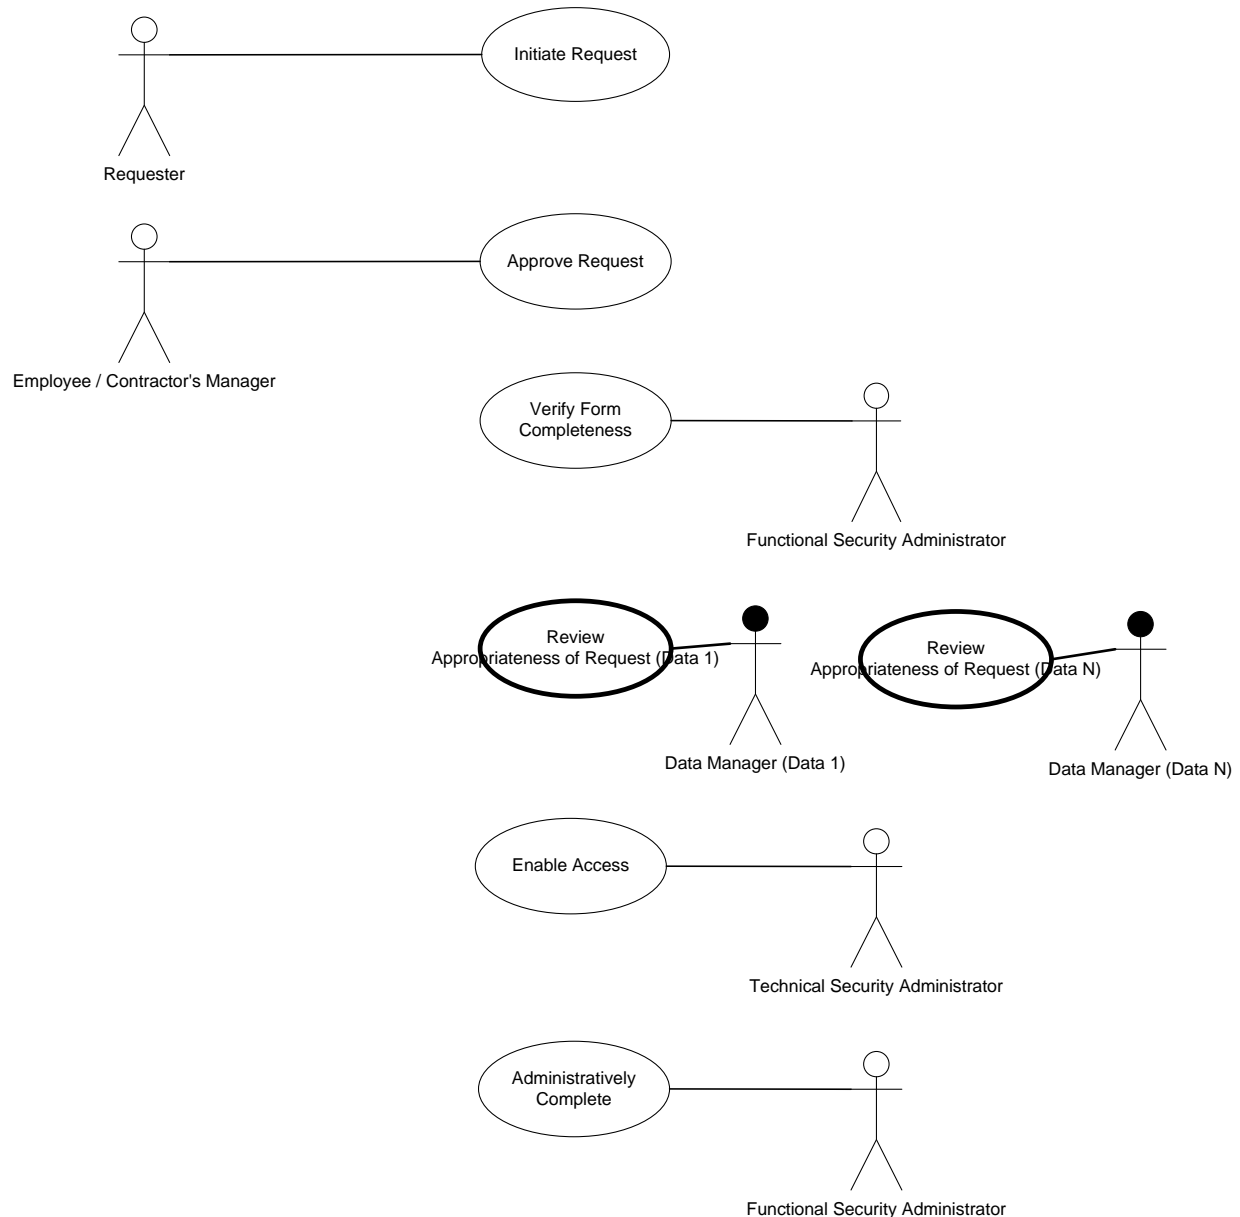 Initiate Request
Requester
Approve Request
Employee / Contractor's Manager
Verify Form
Completeness
Functional Security Administrator
Review
Appropriateness of Request (Data 1)
Review
Appropriateness of Request (Data N)
Data Manager (Data 1)
Data Manager (Data N)
Enable Access
Technical Security Administrator
Administratively
Complete
Functional Security Administrator